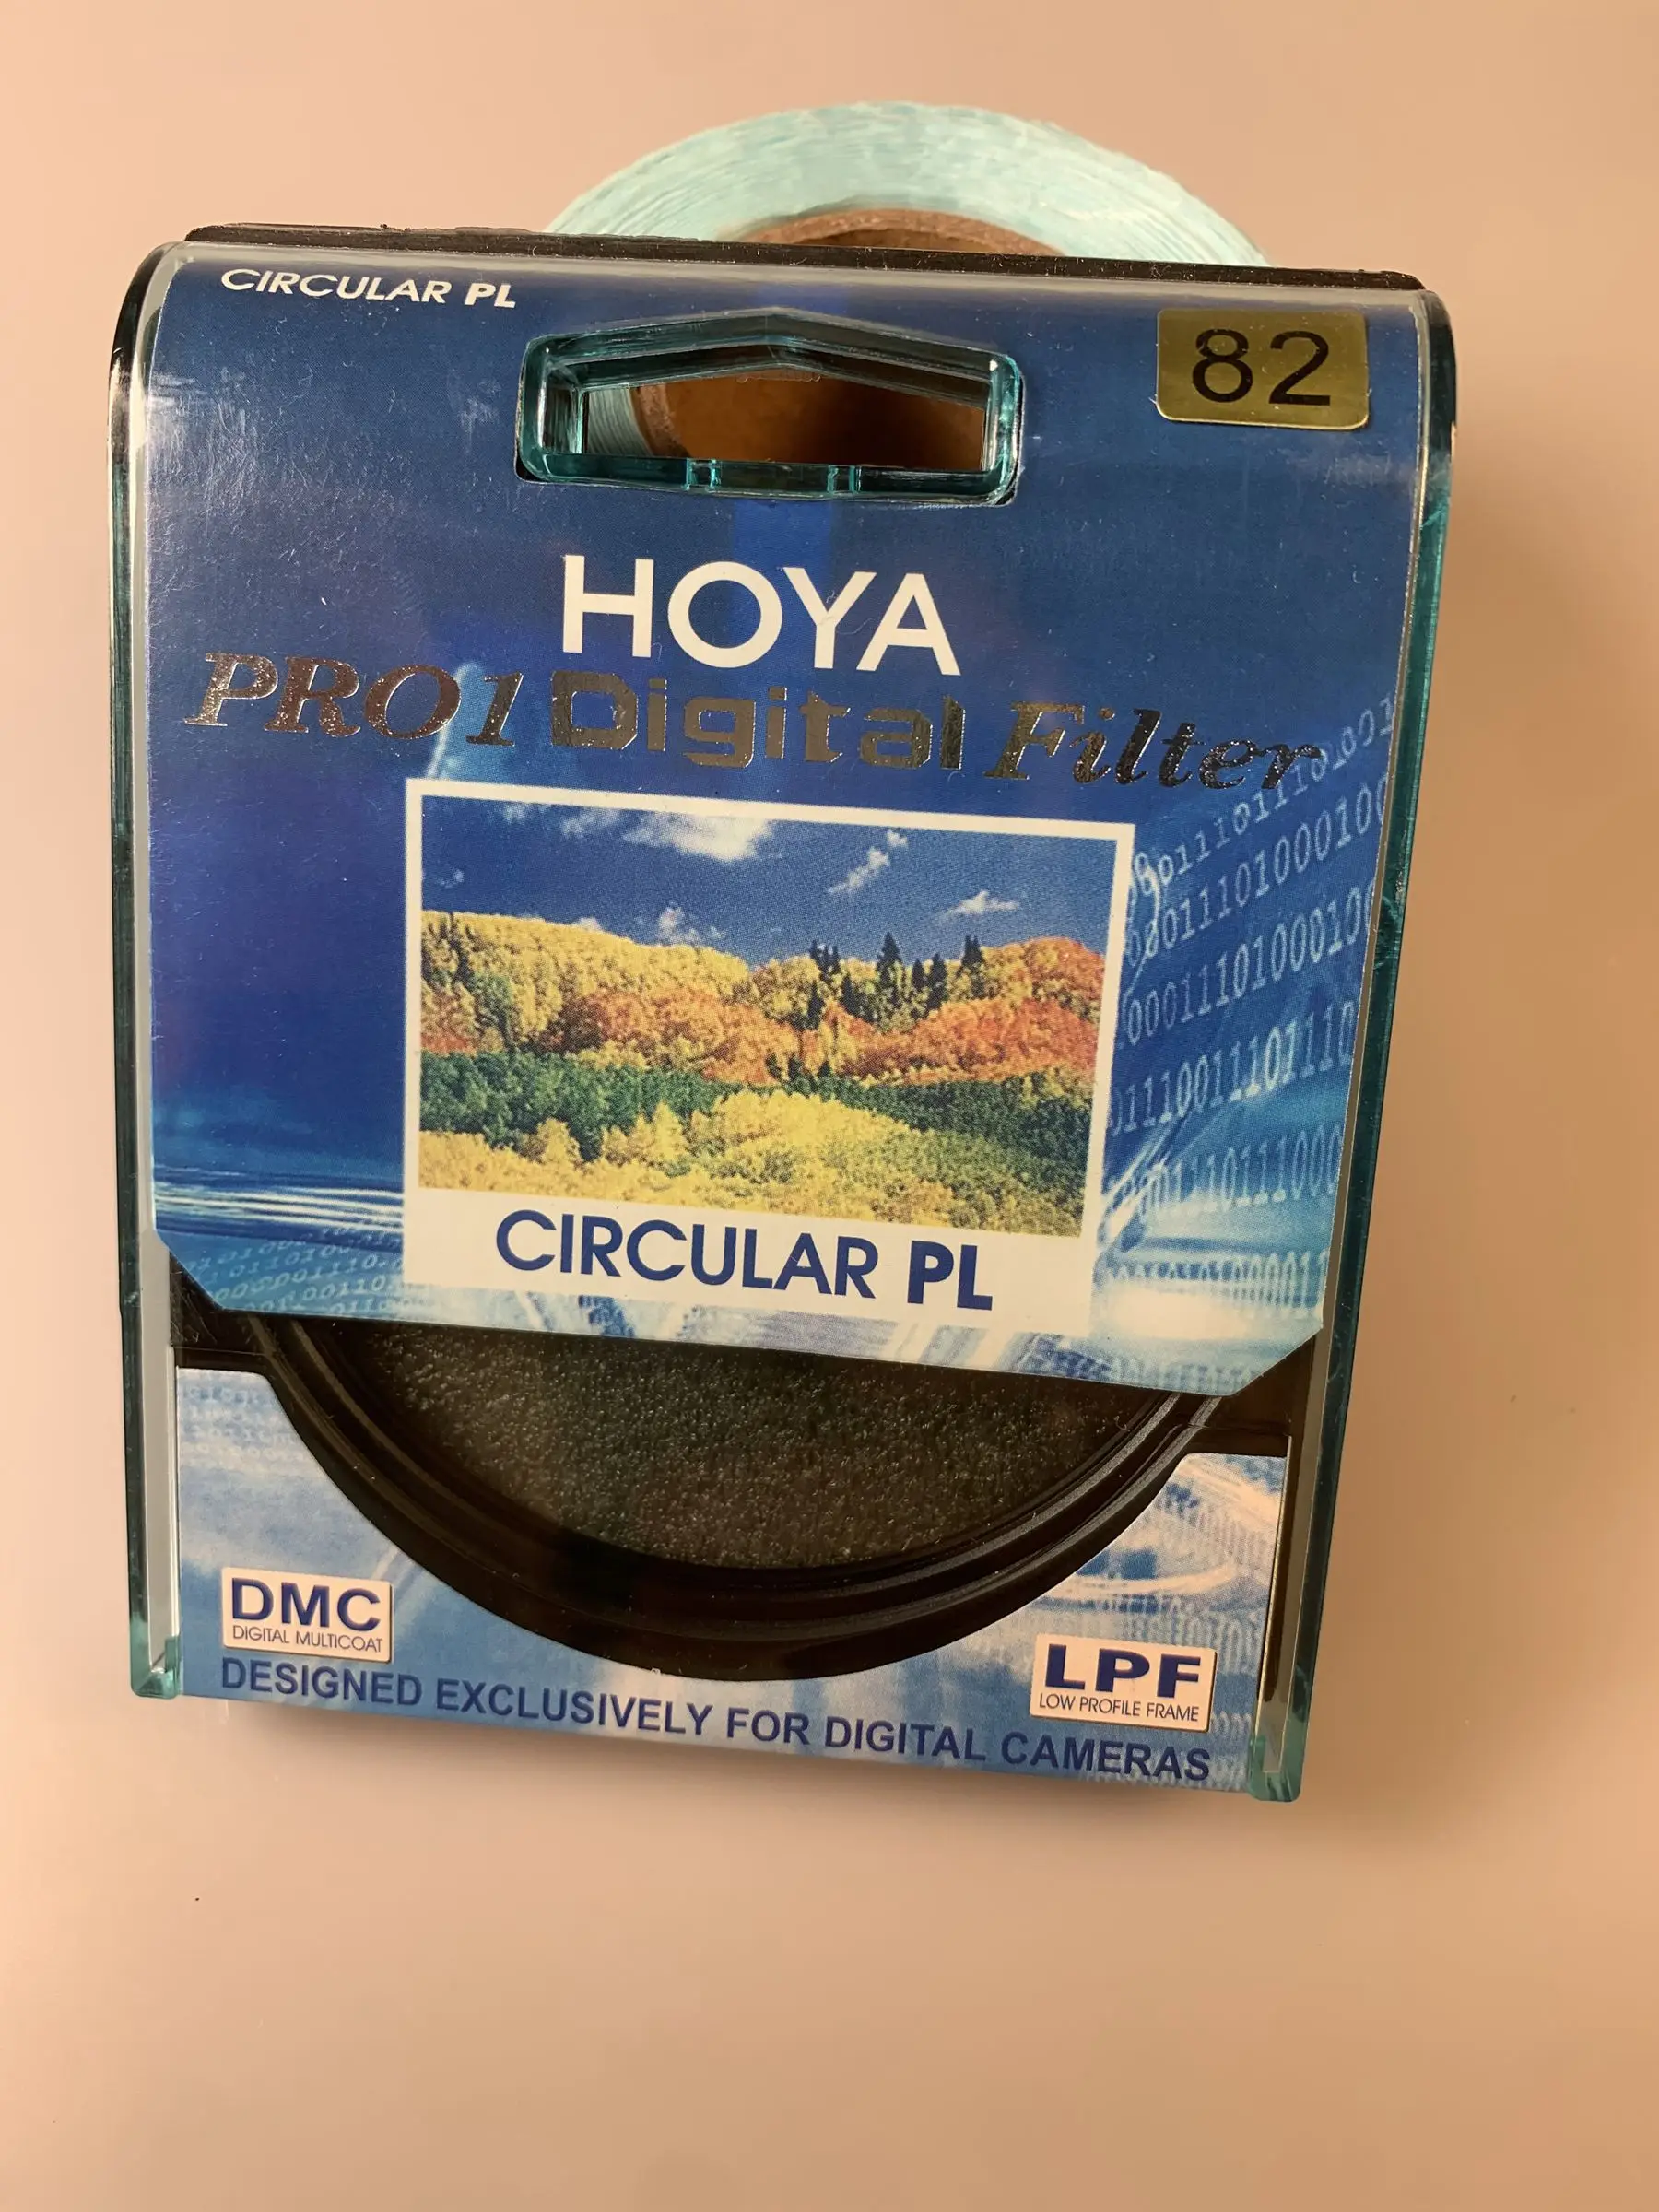 CIRCULAR PL
82
HOYA
PRO1 Digital Filter
CIRCULAR PL
DMC
DIGITAL MULTICOAT
LPF
LOW PROFILE FRAME
DESIGNED EXCLUSIVELY FOR DIGITAL CAMERAS